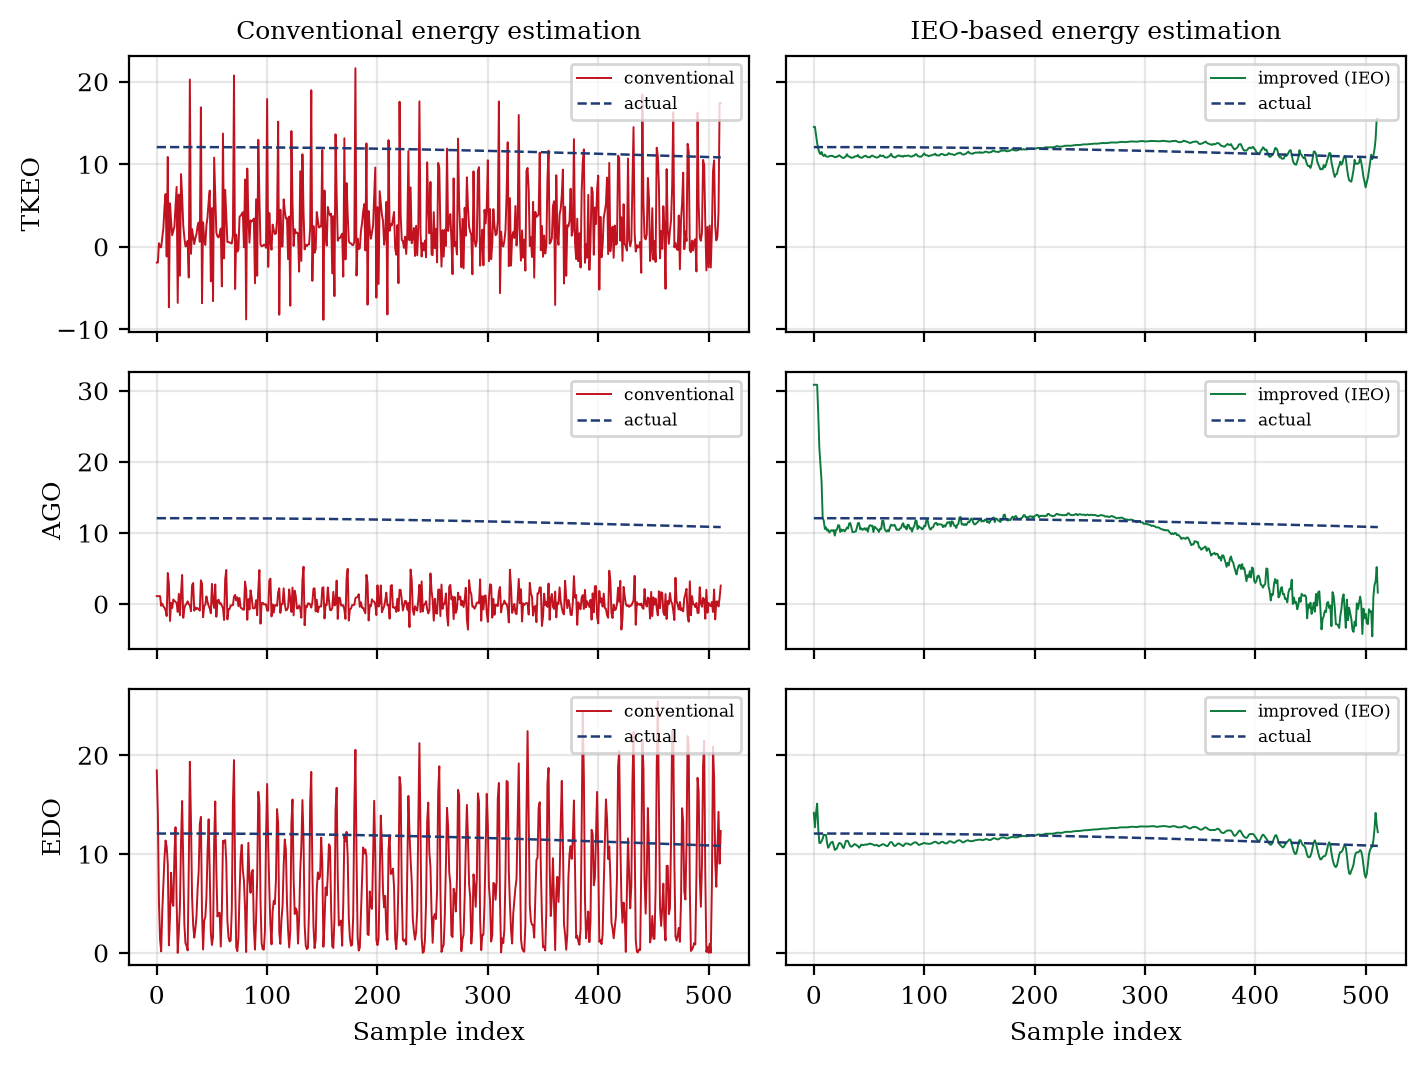 Conventional energy estimation
IEO-based energy estimation
TKEO
20
10
0
−10
conventional
actual
improved (IEO)
actual
AGO
30
20
10
0
conventional
actual
improved (IEO)
actual
EDO
20
10
0
conventional
actual
improved (IEO)
actual
0 100 200 300 400 500
0 100 200 300 400 500
Sample index
Sample index